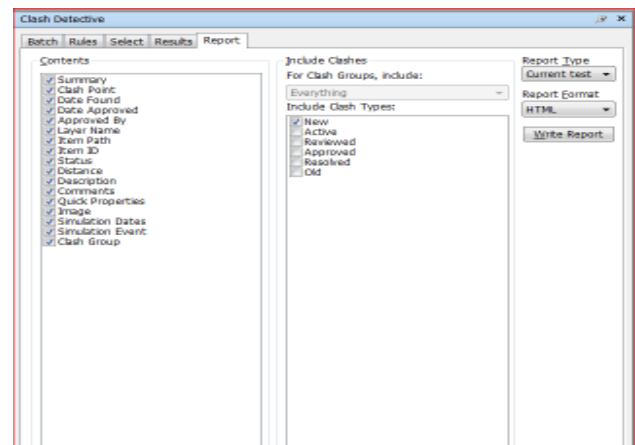 Clash Detective
Batch Rules Select Results Report
Contents
Summary
Clash Point
Date Found
Date Approved
Approved By
Layer Name
Item Path
Item ID
Status
Distance
Description
Comments
Quick Properties
Image
Simulation Dates
Simulation Event
Clash Group
Include Clashes
For Clash Groups, include:
Everything
Include Clash Types:
New
Active
Reviewed
Approved
Resolved
Old
Report Type
Current test
Report Format
HTML
Write Report